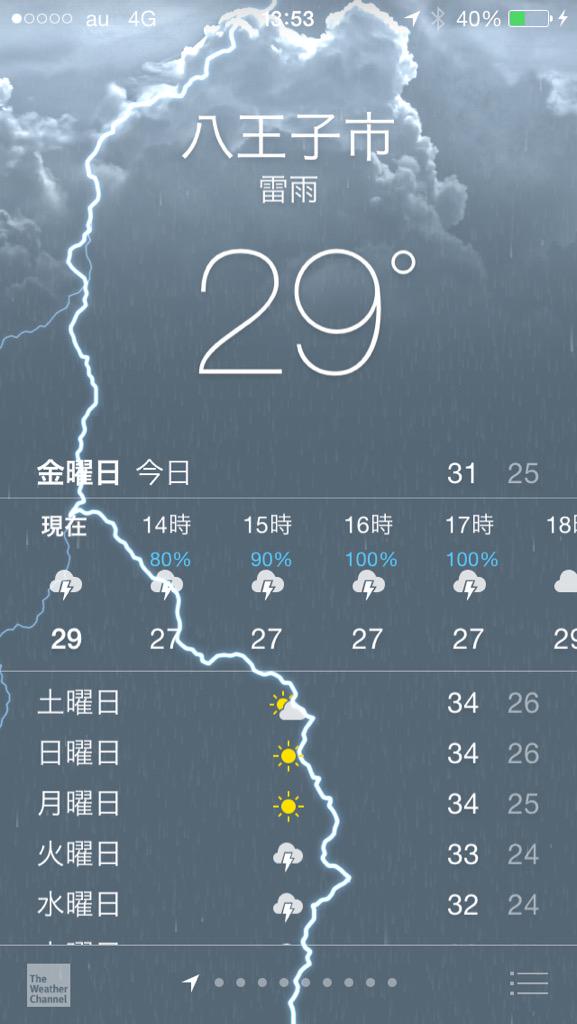 au 4G 13:53 40%
八王子市
雷雨
29°
金曜日 今日 31 25
現在 14時 15時 16時 17時 18
80% 90% 100% 100%
29 27 27 27 27 29
土曜日 34 26
日曜日 34 26
月曜日 34 25
火曜日 33 24
水曜日 32 24
The
Weather
Channel